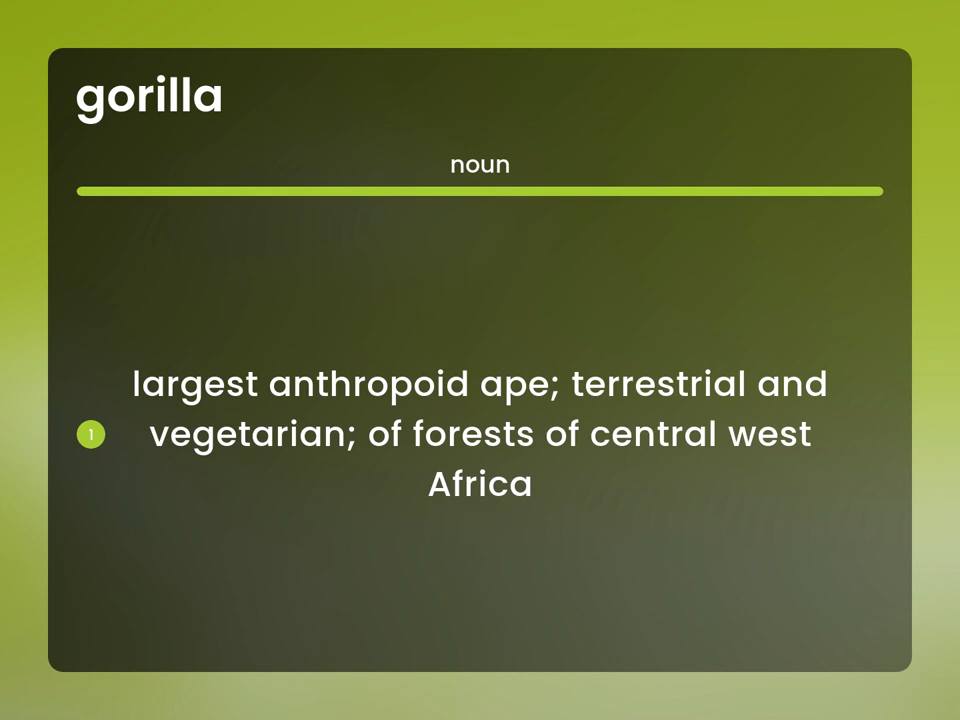 gorilla
noun
largest anthropoid ape; terrestrial and
1 vegetarian; of forests of central west
Africa